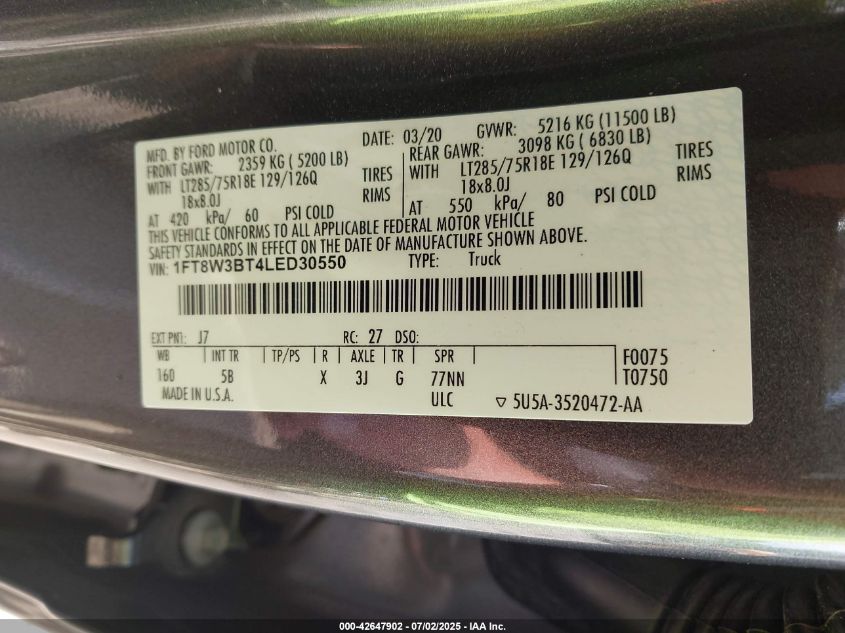 MFD. BY FORD MOTOR CO. DATE: 03/20 GVWR: 5216 KG (11500 LB)
FRONT GAWR: 2359 KG ( 5200 LB) REAR GAWR: 3098 KG ( 6830 LB)
WITH LT285/75R18E 129/126Q TIRES WITH LT285/75R18E 129/126Q TIRES
18x8.0J RIMS 18x8.0J RIMS
AT 420 kPa/ 60 PSI COLD AT 550 kPa/ 80 PSI COLD
THIS VEHICLE CONFORMS TO ALL APPLICABLE FEDERAL MOTOR VEHICLE
SAFETY STANDARDS IN EFFECT ON THE DATE OF MANUFACTURE SHOWN ABOVE.
VIN: 1FT8W3BT4LED30550 TYPE: Truck
EXT PNT: J7 RC: 27 DSO:
WB INT TR TP/PS R AXLE TR SPR F0075
160 5B X 3J G 77NN T0750
MADE IN U.S.A. ULC ▽ 5U5A-3520472-AA
000-42647902 - 07/02/2025 - IAA Inc.